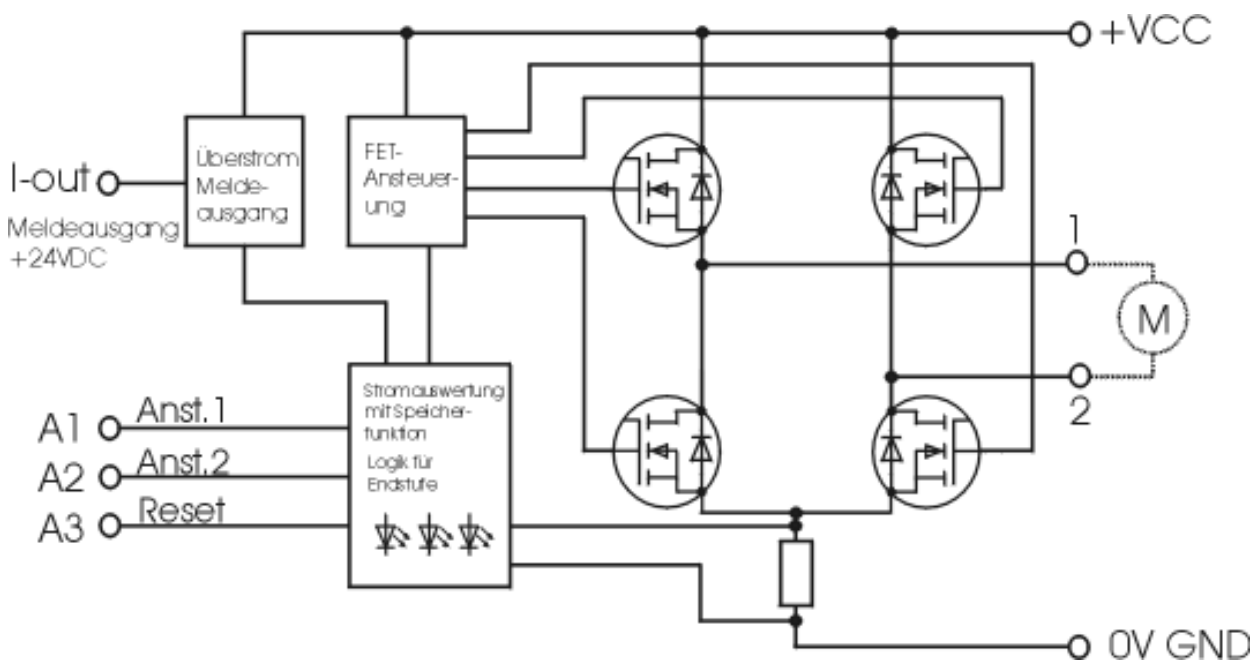 +VCC
Überstrom
Melde-
ausgang
FET-
Ansteuer-
ung
I-out
Meldeausgang
+24VDC
1
M
2
Stromauswertung
mit Speicher-
funktion
Logik für
Endstufe
A1 Anst.1
A2 Anst.2
A3 Reset
0V GND